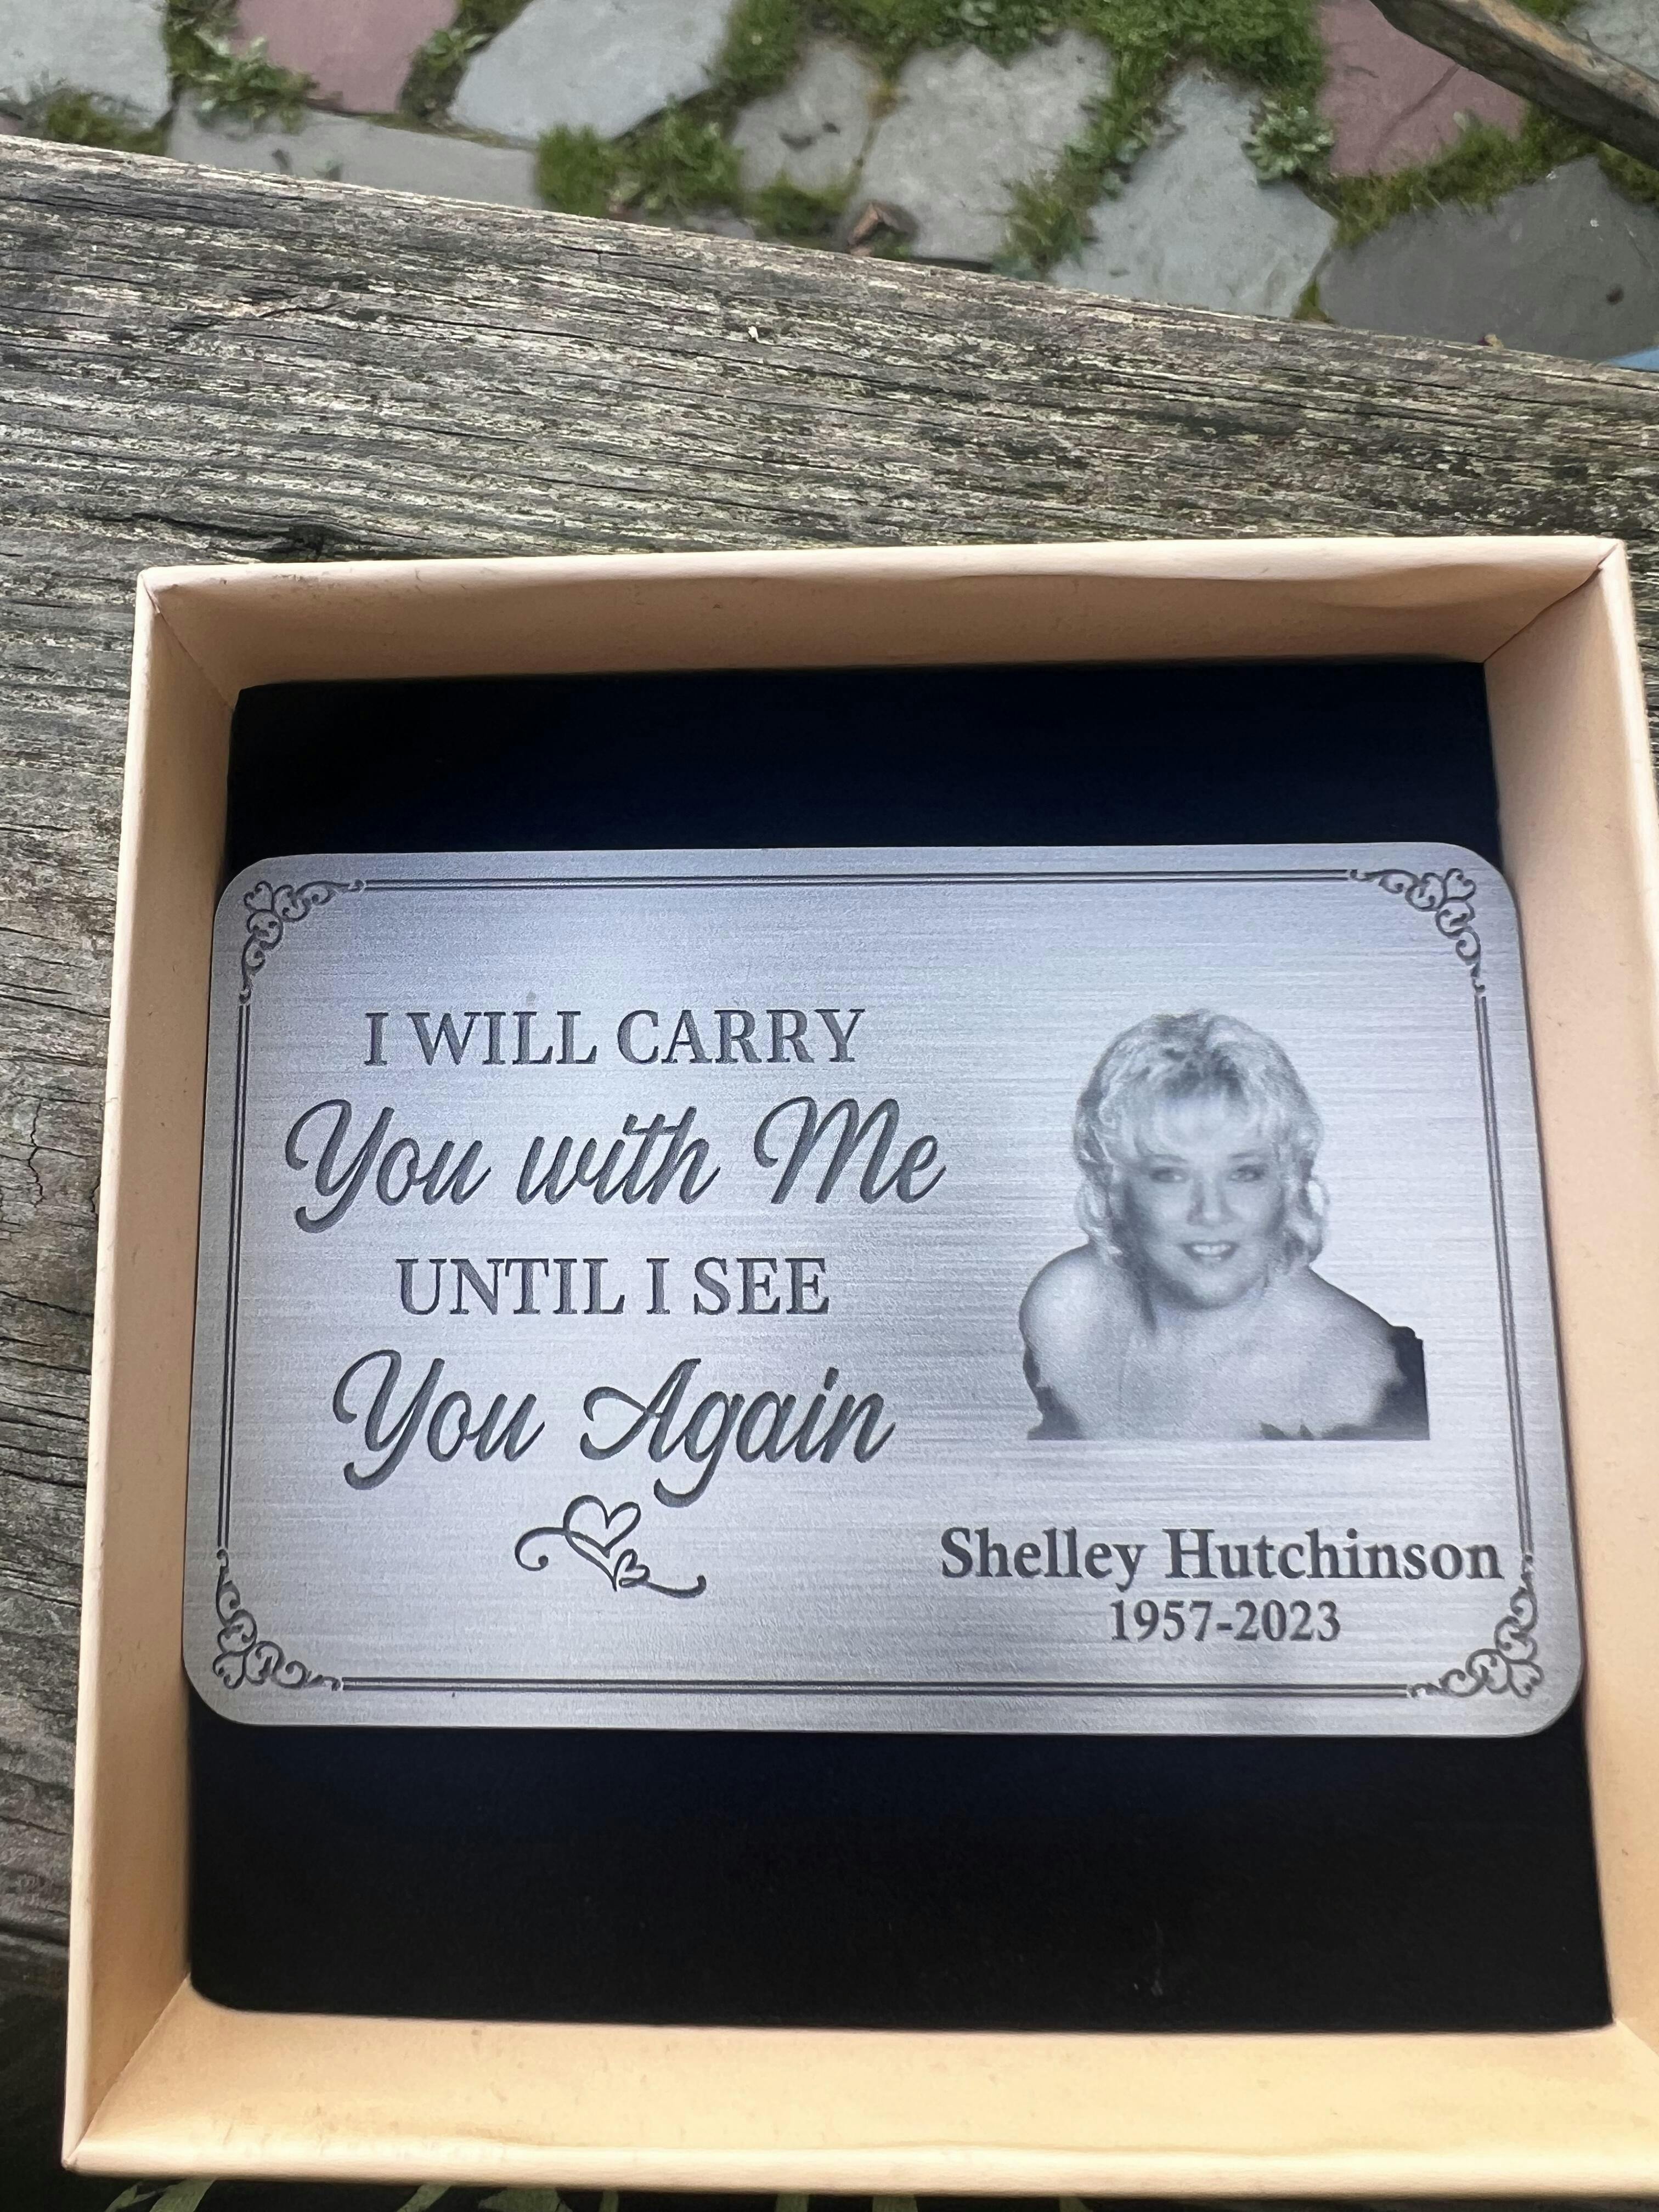 I WILL CARRY
You with Me
UNTIL I SEE
You Again
Shelley Hutchinson
1957-2023